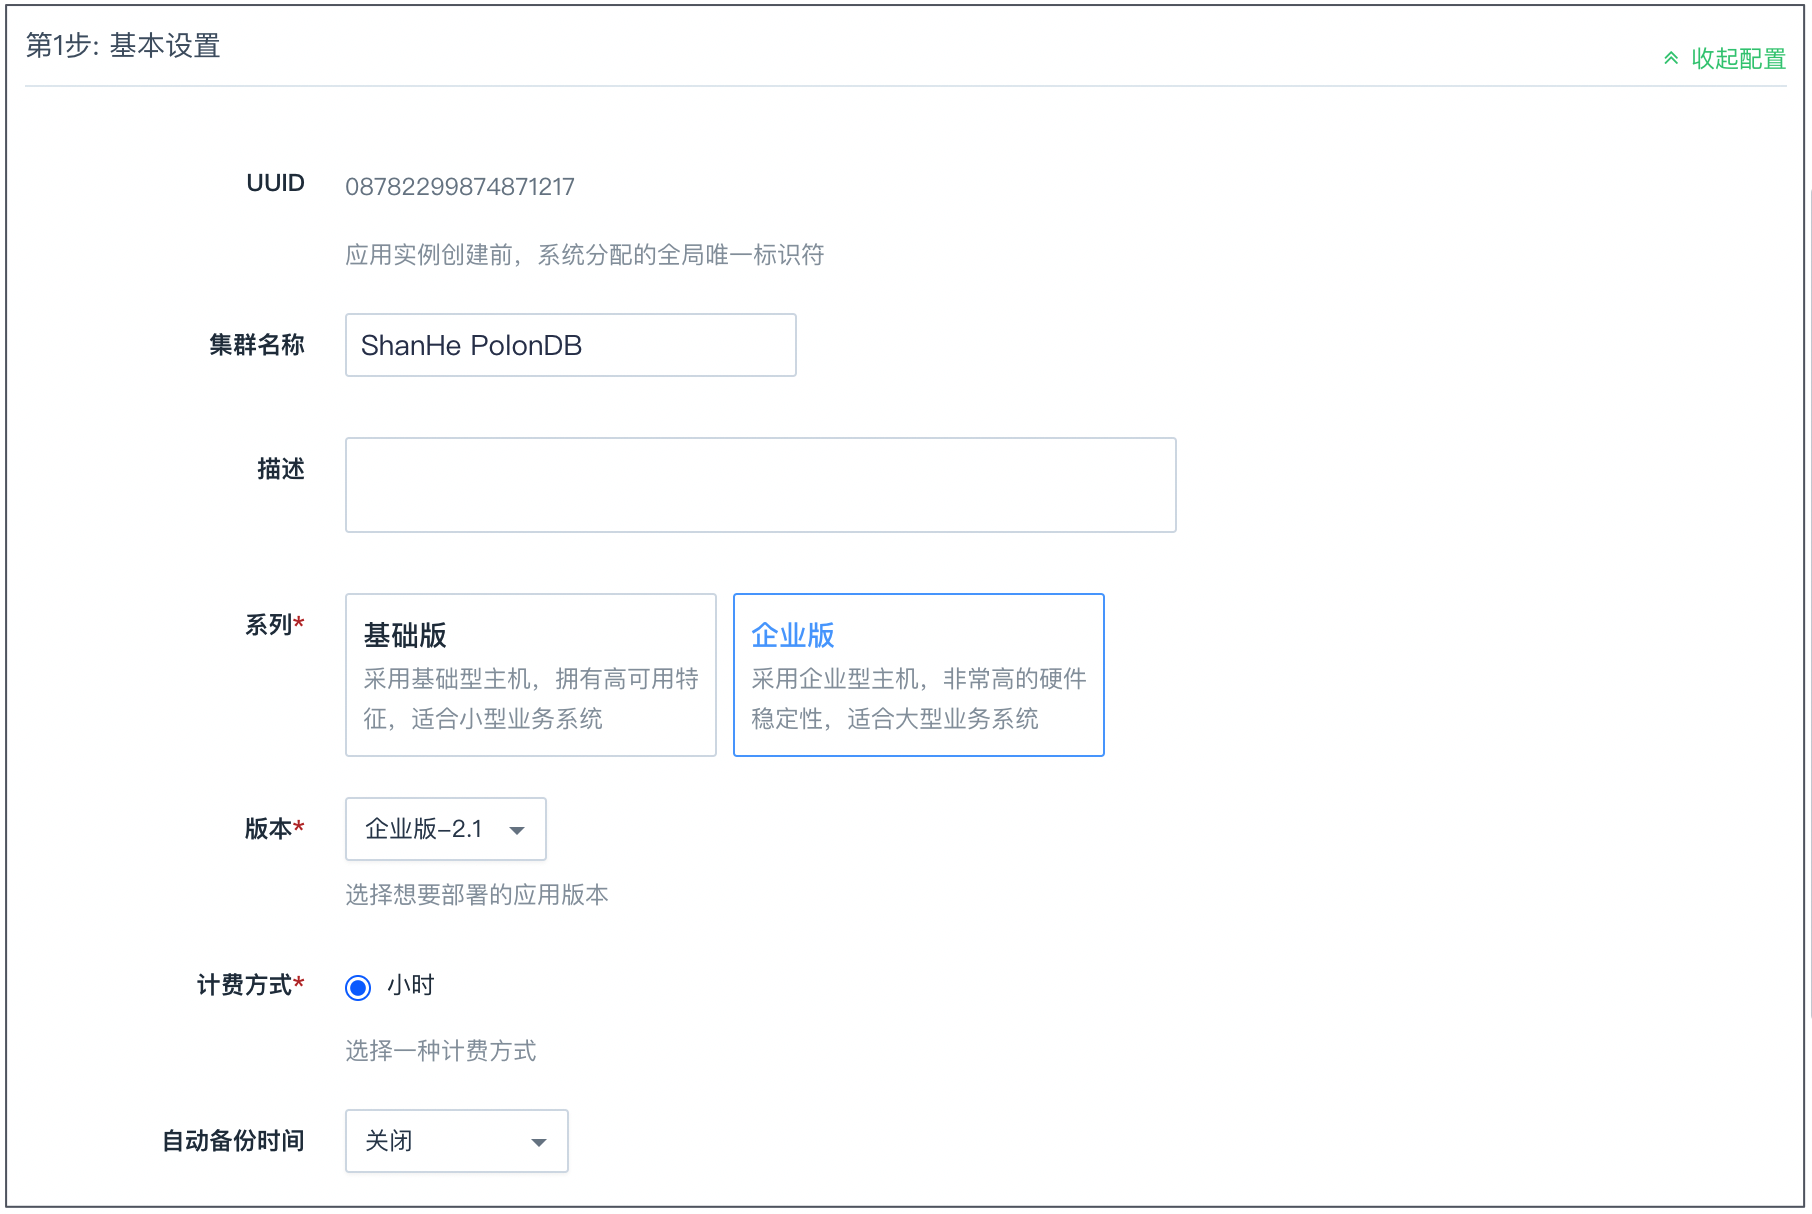 第1步: 基本设置
收起配置
UUID
08782299874871217
应用实例创建前，系统分配的全局唯一标识符
集群名称
ShanHe PolonDB
描述
系列*
基础版
采用基础型主机，拥有高可用特
征，适合小型业务系统
企业版
采用企业型主机，非常高的硬件
稳定性，适合大型业务系统
版本*
企业版-2.1
选择想要部署的应用版本
计费方式*
小时
选择一种计费方式
自动备份时间
关闭